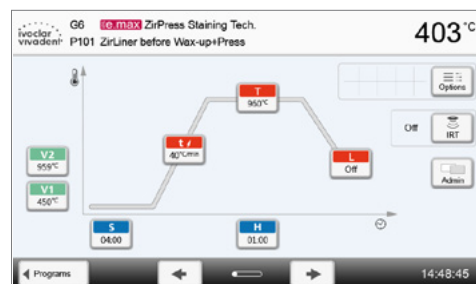 ivoclar vivadent
G6 IPS e.max ZirPress Staining Tech.
P101 ZirLiner before Wax-up+Press
403°C
T
960°C
Options
t
40°C/min
Off
IRT
V2
959°C
L
Off
Admin
V1
450°C
S
04:00
H
01:00
Programs
14:48:45